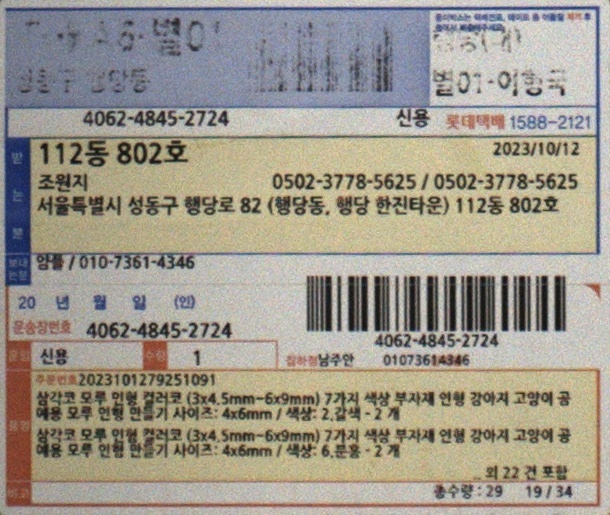 별01
성동구 행당동
별01-이형국
4062-4845-2724 신용 롯데택배 1588-2121
받는분
112동 802호 2023/10/12
조원지 0502-3778-5625 / 0502-3778-5625
서울특별시 성동구 행당로 82 (행당동, 행당 한진타운) 112동 802호
보내는분 얌틀 / 010-7361-4346
20 년 월 일 (인)
운송장번호 4062-4845-2724
4062-4845-2724
운임 신용 수량 1 집하점 남주안 01073614346
주문번호 2023101279251091
품명
삼각코 모루 인형 컬러코 (3x4.5mm~6x9mm) 7가지 색상 부자재 인형 강아지 고양이 곰
예용 모루 인형 만들기 사이즈: 4x6mm / 색상: 2.갈색 - 2 개
삼각코 모루 인형 컬러코 (3x4.5mm~6x9mm) 7가지 색상 부자재 인형 강아지 고양이 곰
예용 모루 인형 만들기 사이즈: 4x6mm / 색상: 6.분홍 - 2 개
.. 외 22 건 포함
비고 총수량 : 29 19 / 34